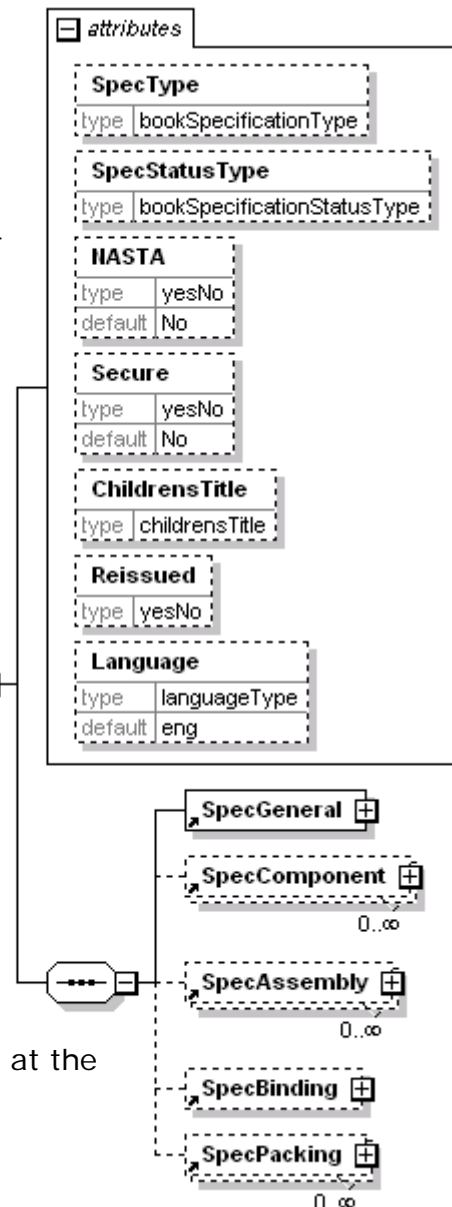 attributes
SpecType
type bookSpecificationType
SpecStatusType
type bookSpecificationStatusType
NASTA
type yesNo
default No
Secure
type yesNo
default No
ChildrensTitle
type childrensTitle
Reissued
type yesNo
Language
type languageType
default eng
SpecGeneral
SpecComponent
0..∞
SpecAssembly
0..∞
at the
SpecBinding
SpecPacking
0..∞